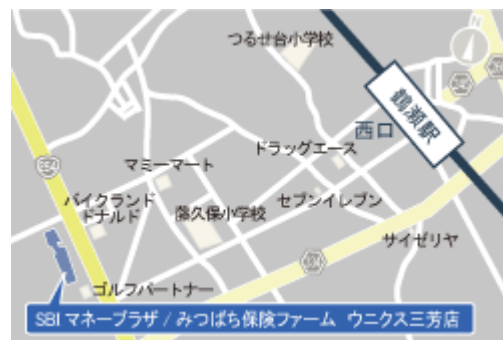 つるせ台小学校
N
鶴瀬駅
西口
ドラッグエース
マミーマート
バイクランド
ドナルド
藤久保小学校
セブンイレブン
サイゼリヤ
254
ゴルフパートナー
SBI マネープラザ / みつばち保険ファーム ウニクス三芳店